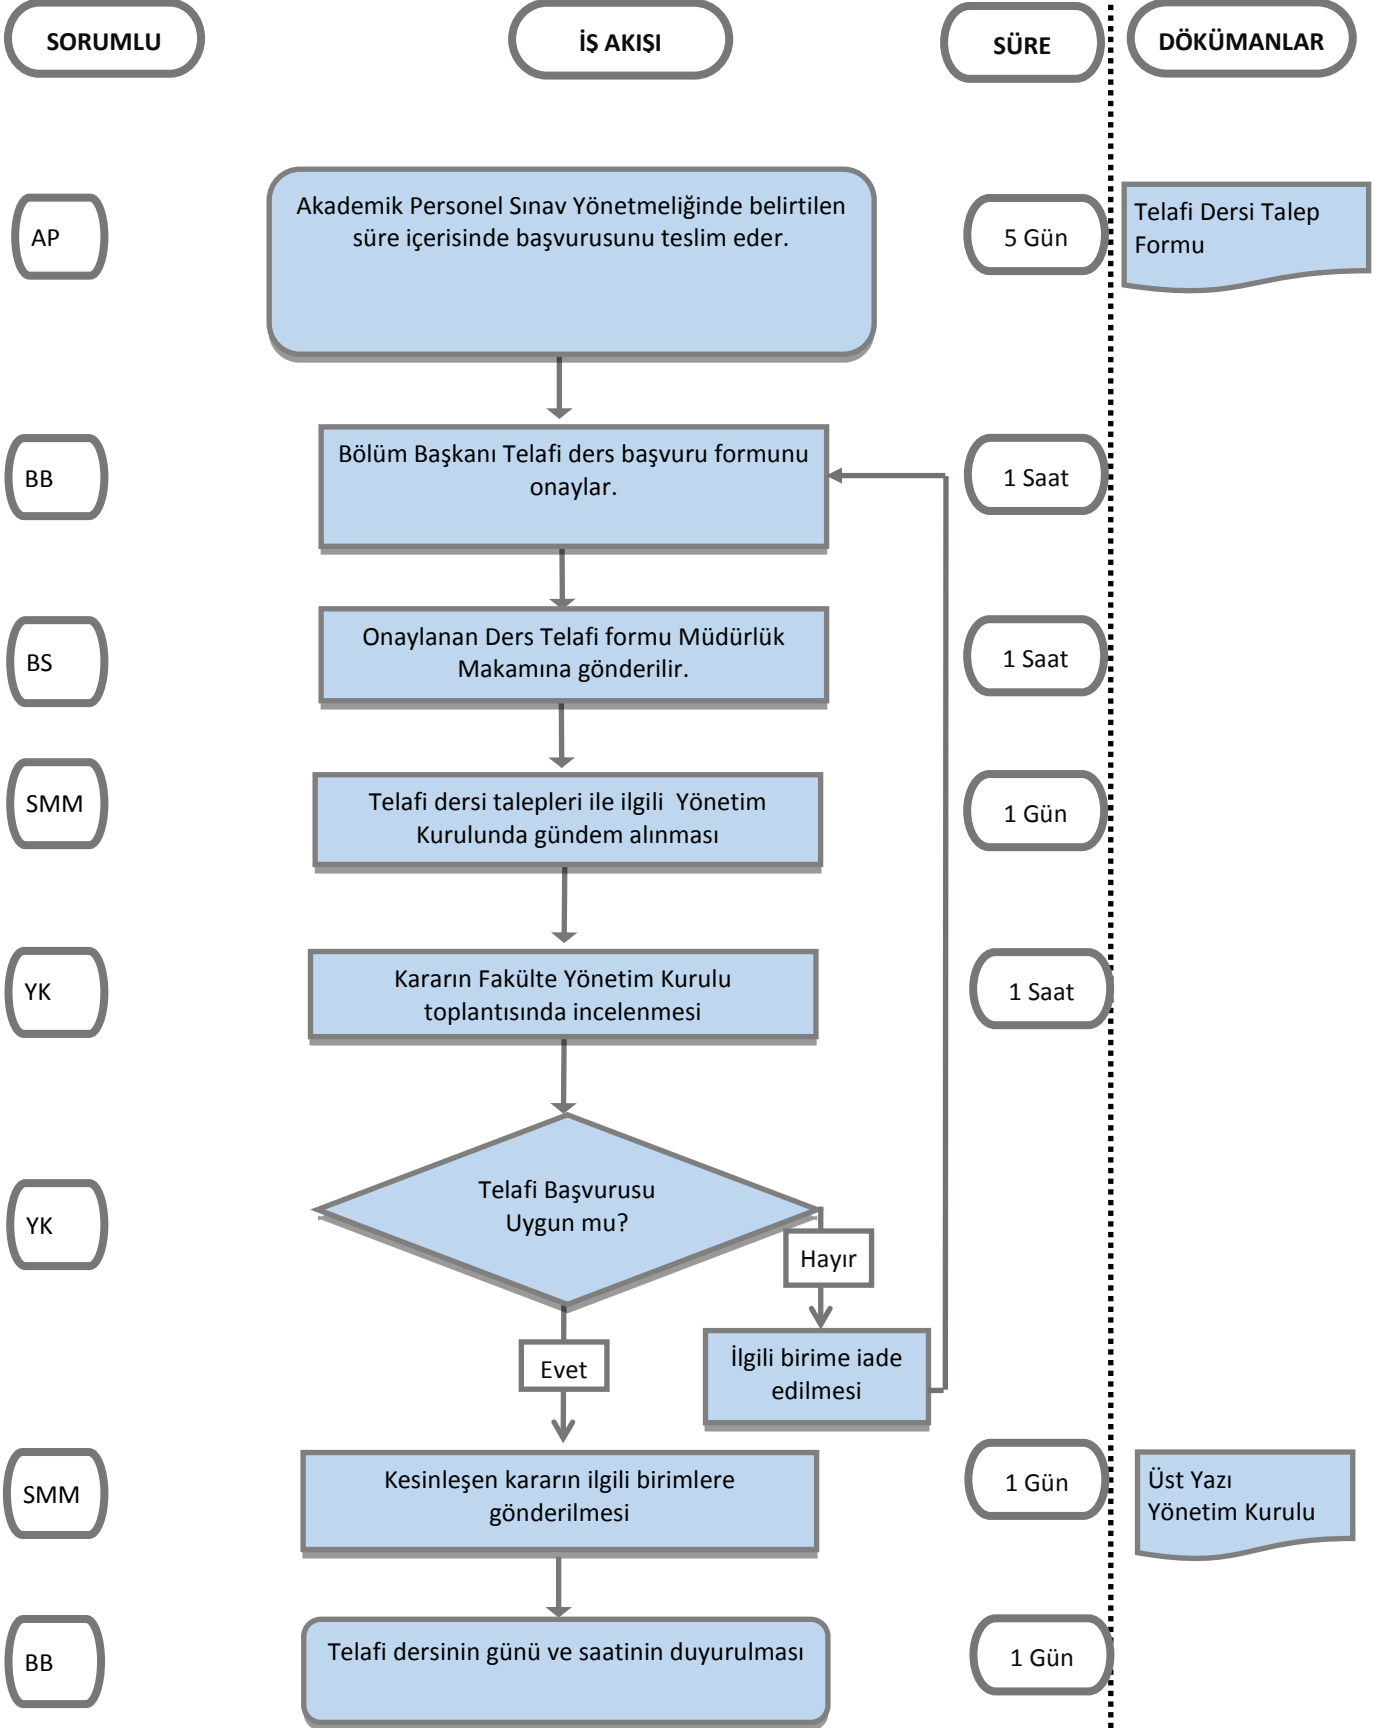 SORUMLU
İŞ AKIŞI
SÜRE
DÖKÜMANLAR
AP
Akademik Personel Sınav Yönetmeliğinde belirtilen
süre içerisinde başvurusunu teslim eder.
5 Gün
Telafi Dersi Talep
Formu
BB
Bölüm Başkanı Telafi ders başvuru formunu
onaylar.
1 Saat
BS
Onaylanan Ders Telafi formu Müdürlük
Makamına gönderilir.
1 Saat
SMM
Telafi dersi talepleri ile ilgili  Yönetim
Kurulunda gündem alınması
1 Gün
YK
Kararın Fakülte Yönetim Kurulu
toplantısında incelenmesi
1 Saat
YK
Telafi Başvurusu
Uygun mu?
Hayır
İlgili birime iade
edilmesi
Evet
SMM
Kesinleşen kararın ilgili birimlere
gönderilmesi
1 Gün
Üst Yazı
Yönetim Kurulu
BB
Telafi dersinin günü ve saatinin duyurulması
1 Gün